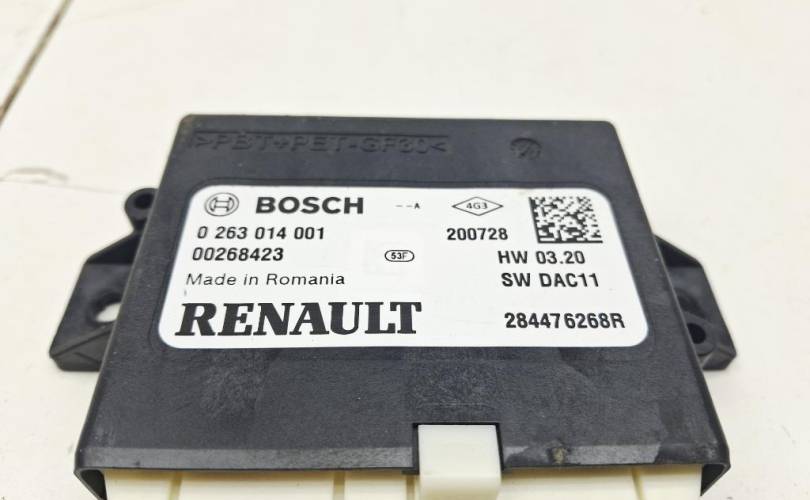 >PBT+PET-GF30<
BOSCH --A 4G3
0 263 014 001 200728
00268423 53F HW 03.20
Made in Romania SW DAC11
RENAULT 284476268R